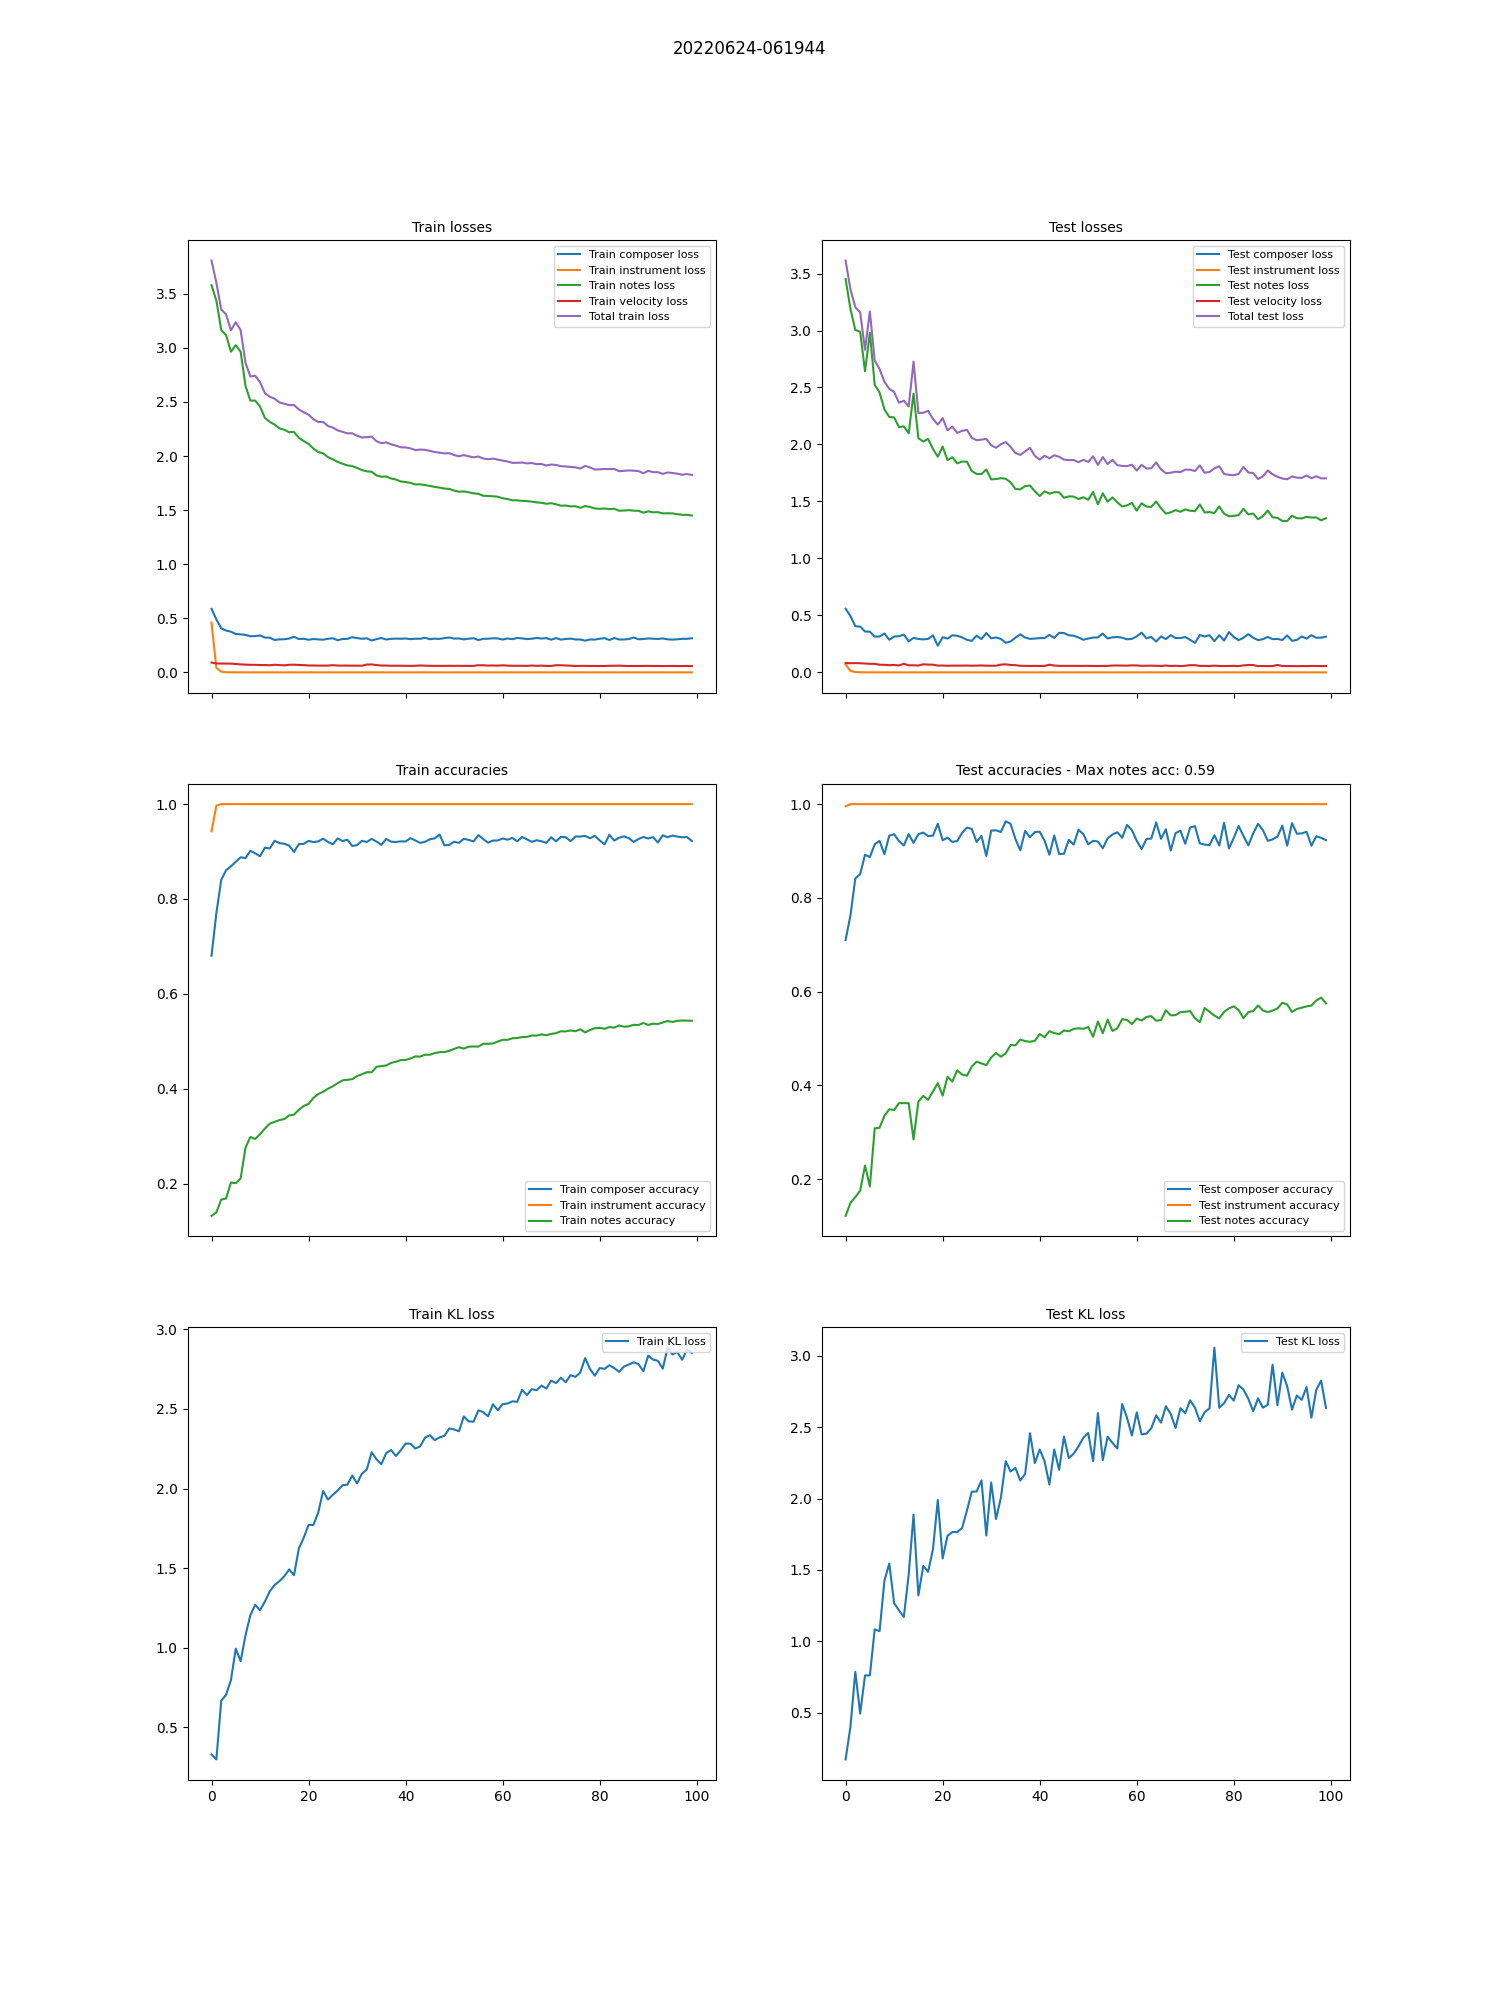 20220624-061944
Train losses
Train composer loss
Train instrument loss
Train notes loss
Train velocity loss
Total train loss
3.5
3.0
2.5
2.0
1.5
1.0
0.5
0.0
Test losses
Test composer loss
Test instrument loss
Test notes loss
Test velocity loss
Total test loss
3.5
3.0
2.5
2.0
1.5
1.0
0.5
0.0
Train accuracies
1.0
0.8
0.6
0.4
0.2
Train composer accuracy
Train instrument accuracy
Train notes accuracy
Test accuracies - Max notes acc: 0.59
1.0
0.8
0.6
0.4
0.2
Test composer accuracy
Test instrument accuracy
Test notes accuracy
Train KL loss
Train KL loss
3.0
2.5
2.0
1.5
1.0
0.5
0 20 40 60 80 100
Test KL loss
Test KL loss
3.0
2.5
2.0
1.5
1.0
0.5
0 20 40 60 80 100